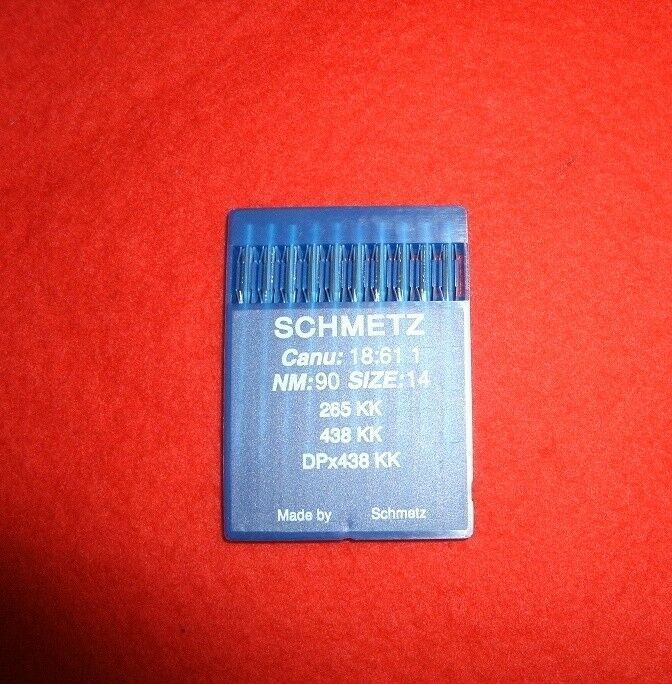 SCHMETZ
Canu: 18:61 1
NM:90 SIZE:14
265 KK
438 KK
DPx438 KK
Made by Schmetz